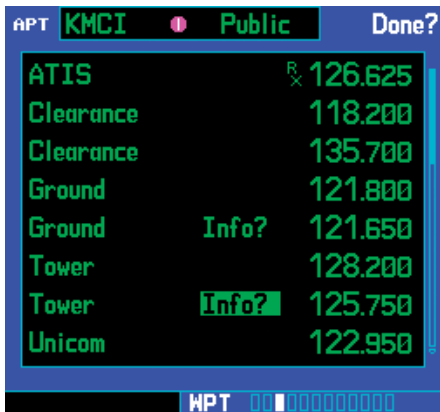 APT KMCI Public Done?
ATIS Rx 126.625
Clearance 118.200
Clearance 135.700
Ground 121.800
Ground Info? 121.650
Tower 128.200
Tower Info? 125.750
Unicom 122.950
WPT